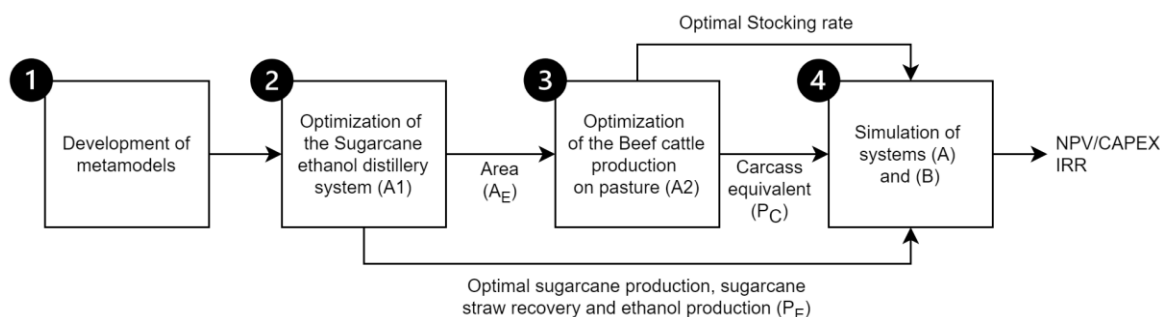 Optimal Stocking rate
1
2
3
4
Development of
metamodels
Optimization of
the Sugarcane
ethanol distillery
system (A1)
Area
(AE)
Optimization
of the Beef cattle
production
on pasture (A2)
Carcass
equivalent
(PC)
Simulation of
systems (A)
and (B)
NPV/CAPEX
IRR
Optimal sugarcane production, sugarcane
straw recovery and ethanol production (PE)